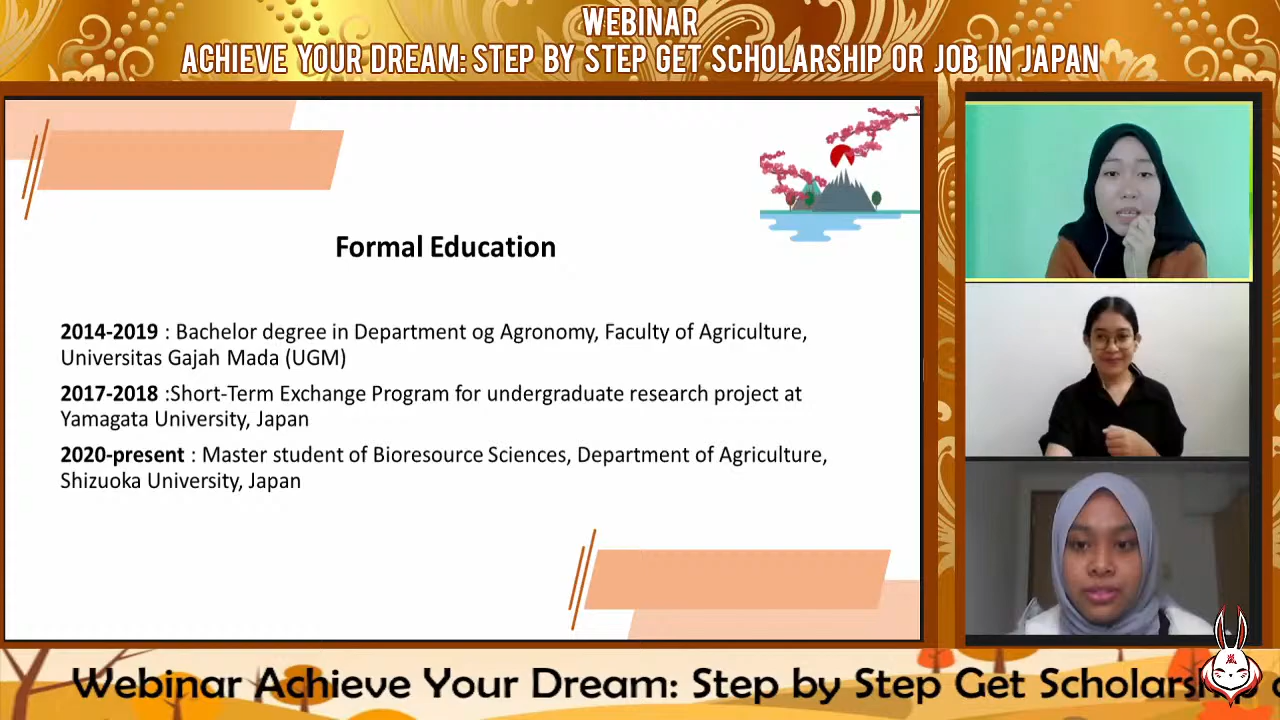 WEBINAR
ACHIEVE YOUR DREAM: STEP BY STEP GET SCHOLARSHIP OR JOB IN JAPAN
Formal Education
2014-2019 : Bachelor degree in Department og Agronomy, Faculty of Agriculture,
Universitas Gajah Mada (UGM)
2017-2018 :Short-Term Exchange Program for undergraduate research project at
Yamagata University, Japan
2020-present : Master student of Bioresource Sciences, Department of Agriculture,
Shizuoka University, Japan
Webinar Achieve Your Dream: Step by Step Get Scholarship